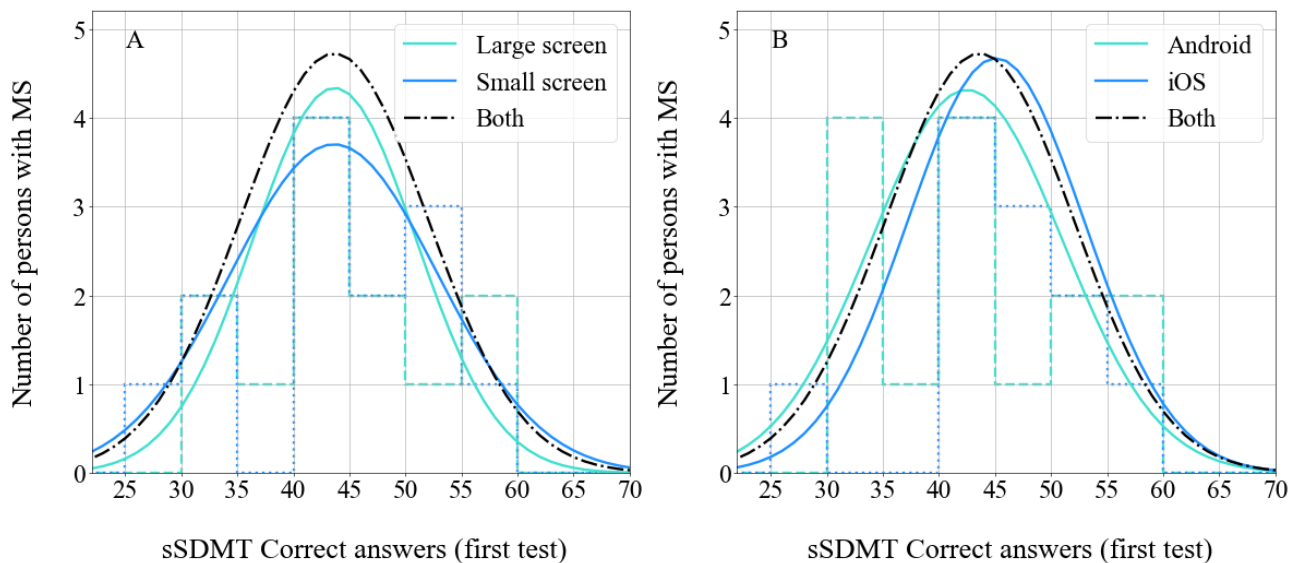 A
Large screen
Small screen
Both
5
4
3
2
1
0
25 30 35 40 45 50 55 60 65 70
Number of persons with MS
sSDMT Correct answers (first test)
B
Android
iOS
Both
5
4
3
2
1
0
25 30 35 40 45 50 55 60 65 70
Number of persons with MS
sSDMT Correct answers (first test)